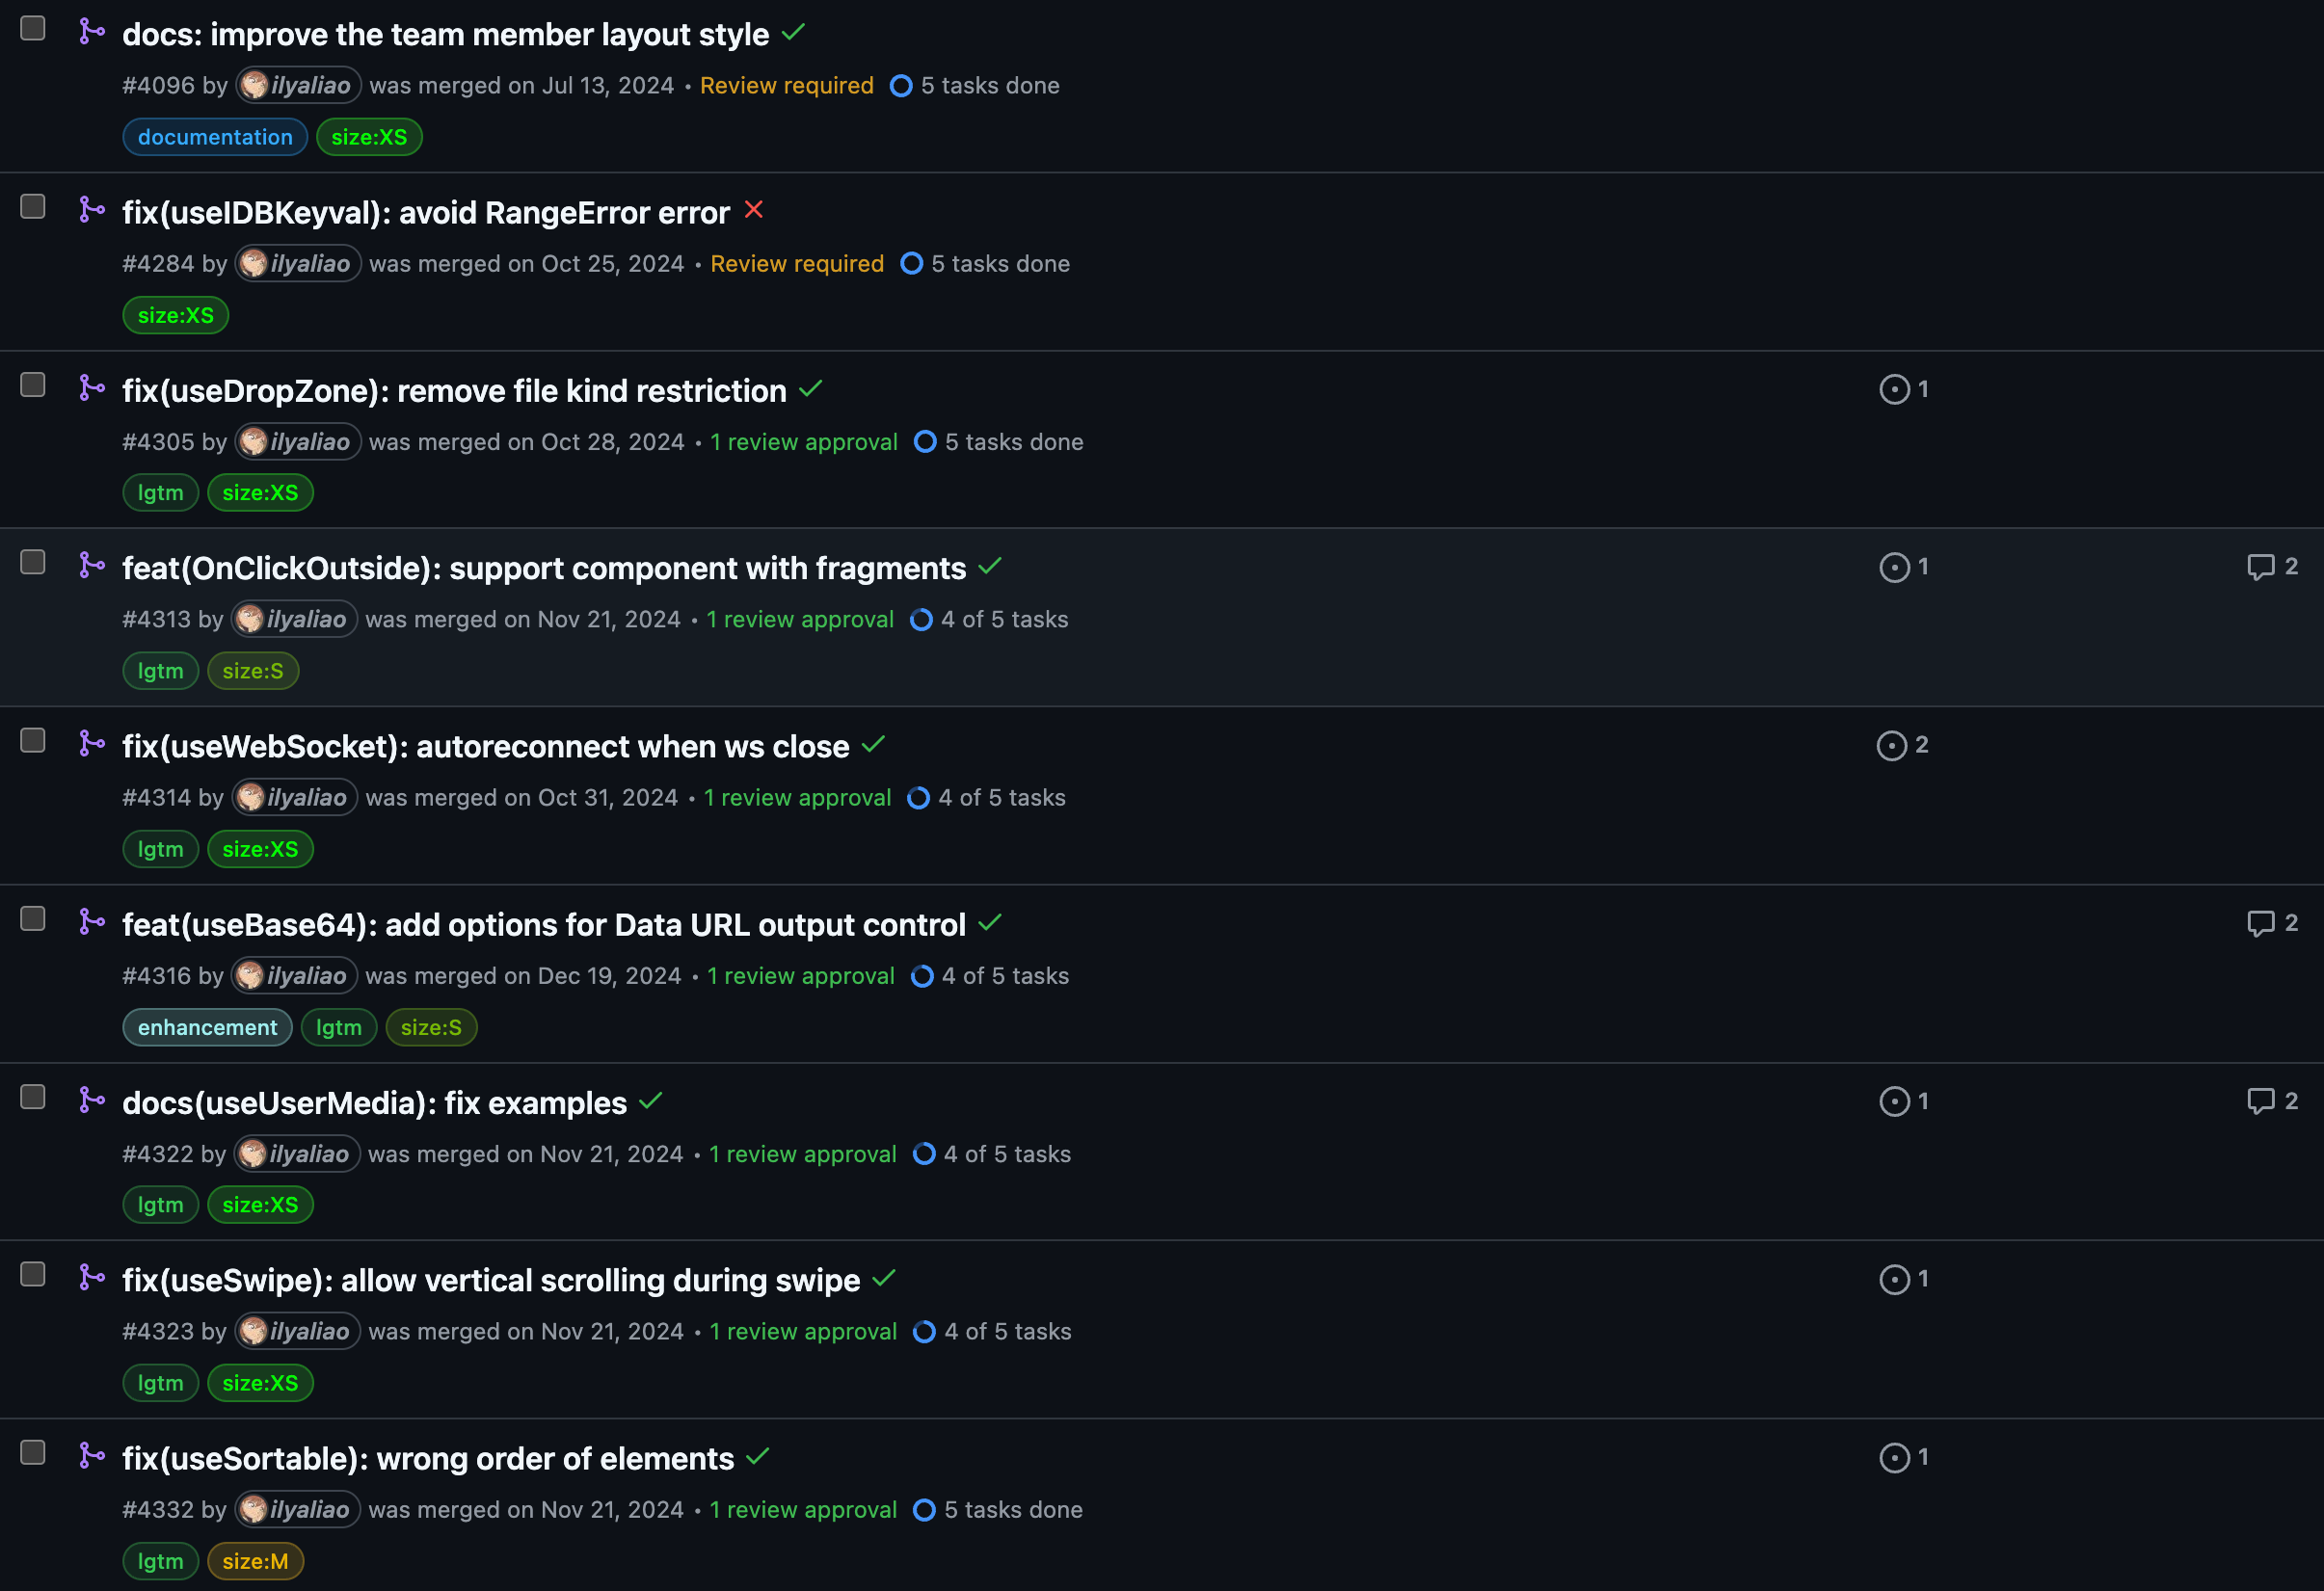 docs: improve the team member layout style
#4096 by ilyaliao was merged on Jul 13, 2024 • Review required 5 tasks done
documentation size:XS
fix(useIDBKeyval): avoid RangeError error
#4284 by ilyaliao was merged on Oct 25, 2024 • Review required 5 tasks done
size:XS
fix(useDropZone): remove file kind restriction 1
#4305 by ilyaliao was merged on Oct 28, 2024 • 1 review approval 5 tasks done
lgtm size:XS
feat(OnClickOutside): support component with fragments 1 2
#4313 by ilyaliao was merged on Nov 21, 2024 • 1 review approval 4 of 5 tasks
lgtm size:S
fix(useWebSocket): autoreconnect when ws close 2
#4314 by ilyaliao was merged on Oct 31, 2024 • 1 review approval 4 of 5 tasks
lgtm size:XS
feat(useBase64): add options for Data URL output control 2
#4316 by ilyaliao was merged on Dec 19, 2024 • 1 review approval 4 of 5 tasks
enhancement lgtm size:S
docs(useUserMedia): fix examples 1 2
#4322 by ilyaliao was merged on Nov 21, 2024 • 1 review approval 4 of 5 tasks
lgtm size:XS
fix(useSwipe): allow vertical scrolling during swipe 1
#4323 by ilyaliao was merged on Nov 21, 2024 • 1 review approval 4 of 5 tasks
lgtm size:XS
fix(useSortable): wrong order of elements 1
#4332 by ilyaliao was merged on Nov 21, 2024 • 1 review approval 5 tasks done
lgtm size:M